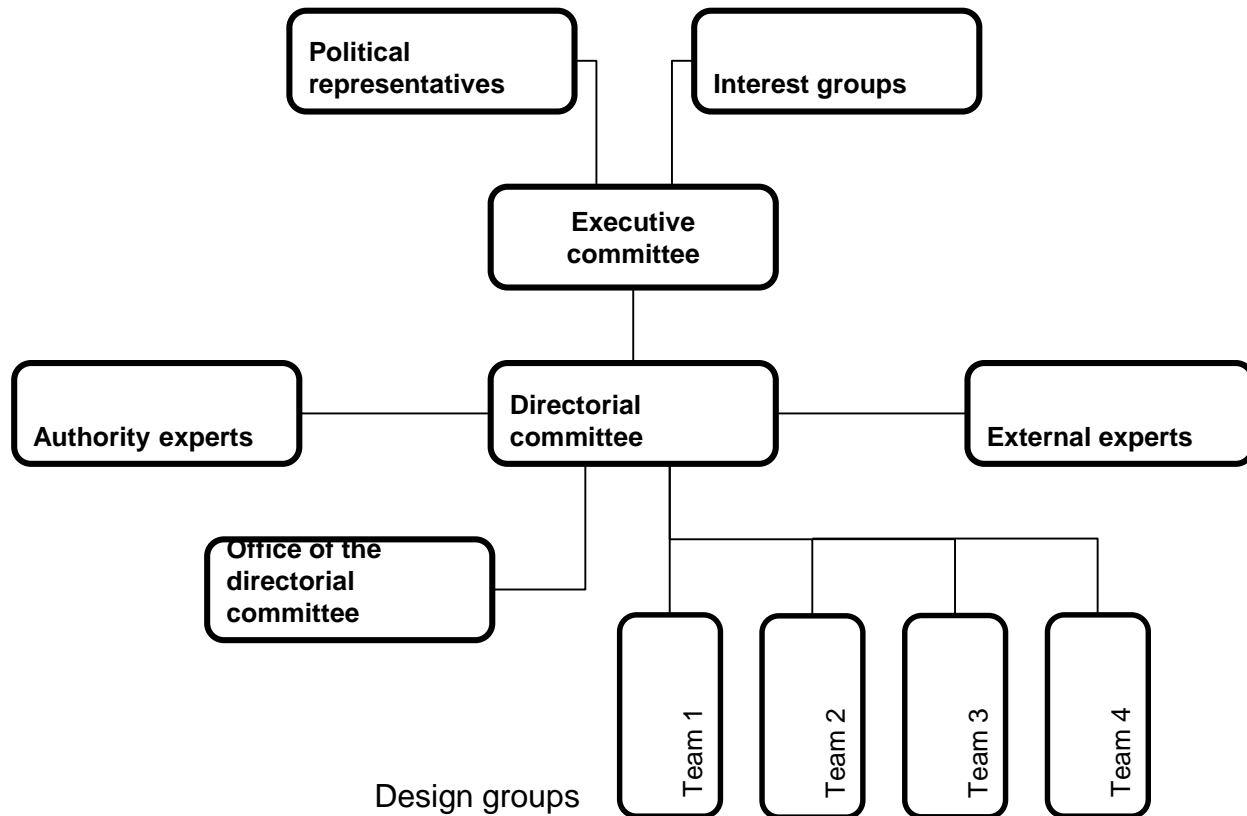 Political
representatives
Interest groups
Executive
committee
Authority experts
Directorial
committee
External experts
Office of the
directorial
committee
Team 1
Team 2
Team 3
Team 4
Design groups